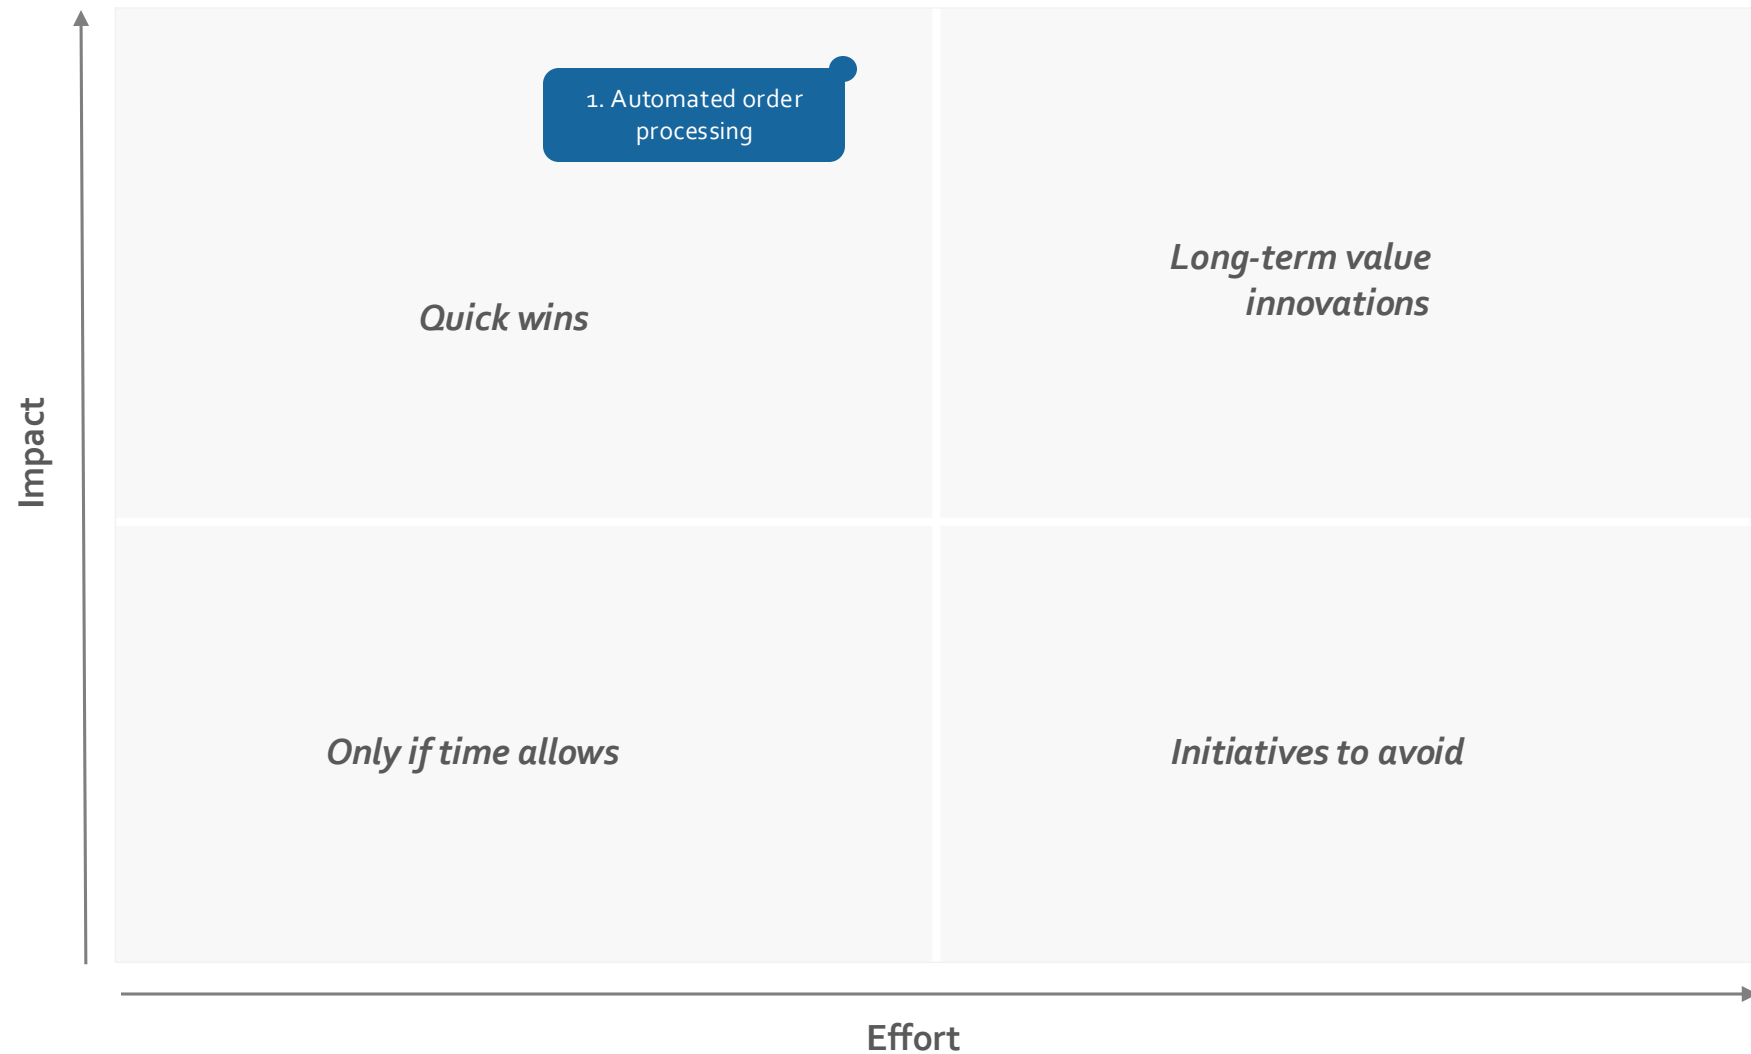 1. Automated order
processing
Long-term value
innovations
Quick wins
Impact
Only if time allows
Initiatives to avoid
Effort